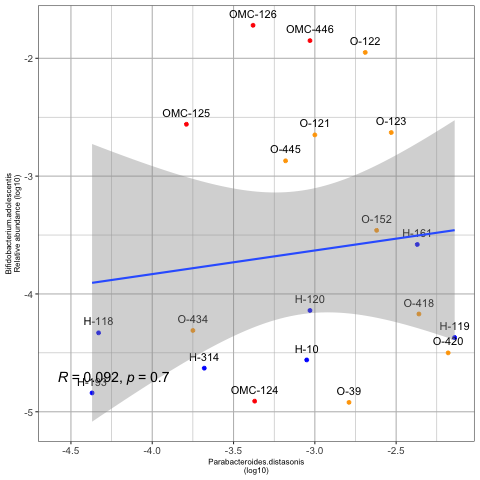 OMC-126
OMC-446
O-122
-2
OMC-125
O-121
O-123
O-445
-3
O-152
H-161
Bifidobacterium.adolescentis
Relative abundance (log10)
-4
H-120
O-418
H-118
O-434
H-119
O-420
H-314
H-10
R = 0.092, p = 0.7
H-193
OMC-124
O-39
-5
-4.5 -4.0 -3.5 -3.0 -2.5
Parabacteroides.distasonis
(log10)